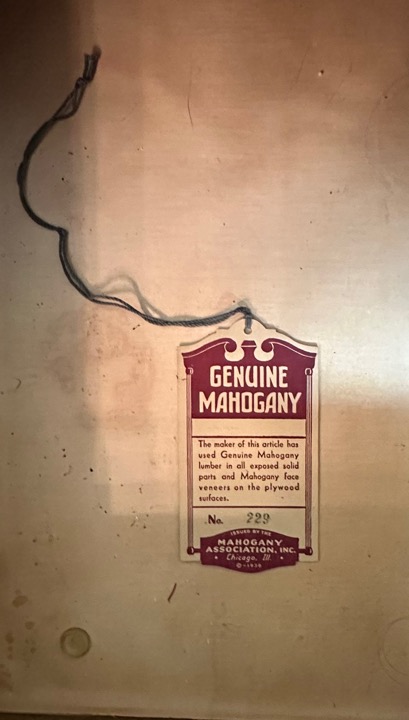 GENUINE
MAHOGANY
The maker of this article has
used Genuine Mahogany
lumber in all exposed solid
parts and Mahogany face
veneers on the plywood
surfaces.
No. 229
ISSUED BY THE
MAHOGANY
ASSOCIATION, INC.
Chicago, Ill.